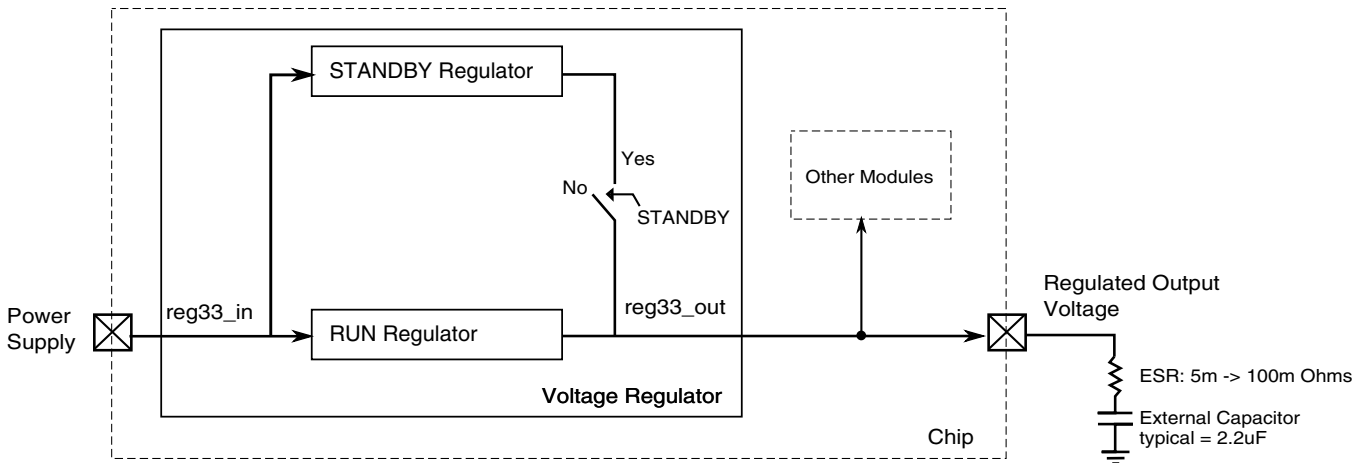 STANDBY Regulator
Yes
No
STANDBY
Other Modules
Power
Supply
reg33_in
RUN Regulator
reg33_out
Regulated Output
Voltage
Voltage Regulator
Chip
ESR: 5m -> 100m Ohms
External Capacitor
typical = 2.2uF